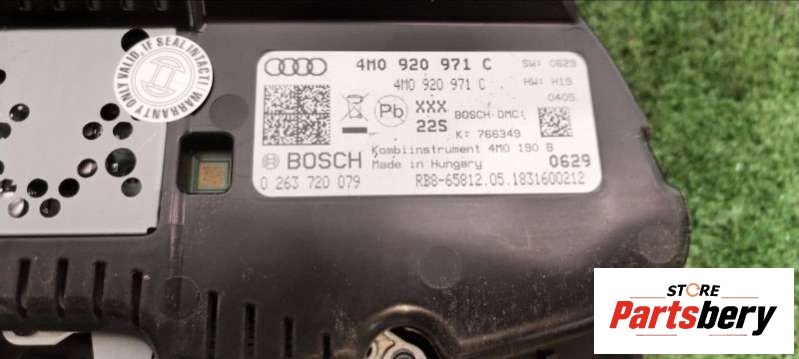 WARRANTY ONLY VALID, IF SEAL INTACT!
4M0 920 971 C
SW: 0629
4M0 920 971 C
HW: H19
0405
Pb
XXX
22S
BOSCH-DMC:
K: 766349
Kombiinstrument 4M0 190 B
BOSCH
Made in Hungary
0629
0 263 720 079
RB8-65812.05.1831600212
STORE
Partsbery